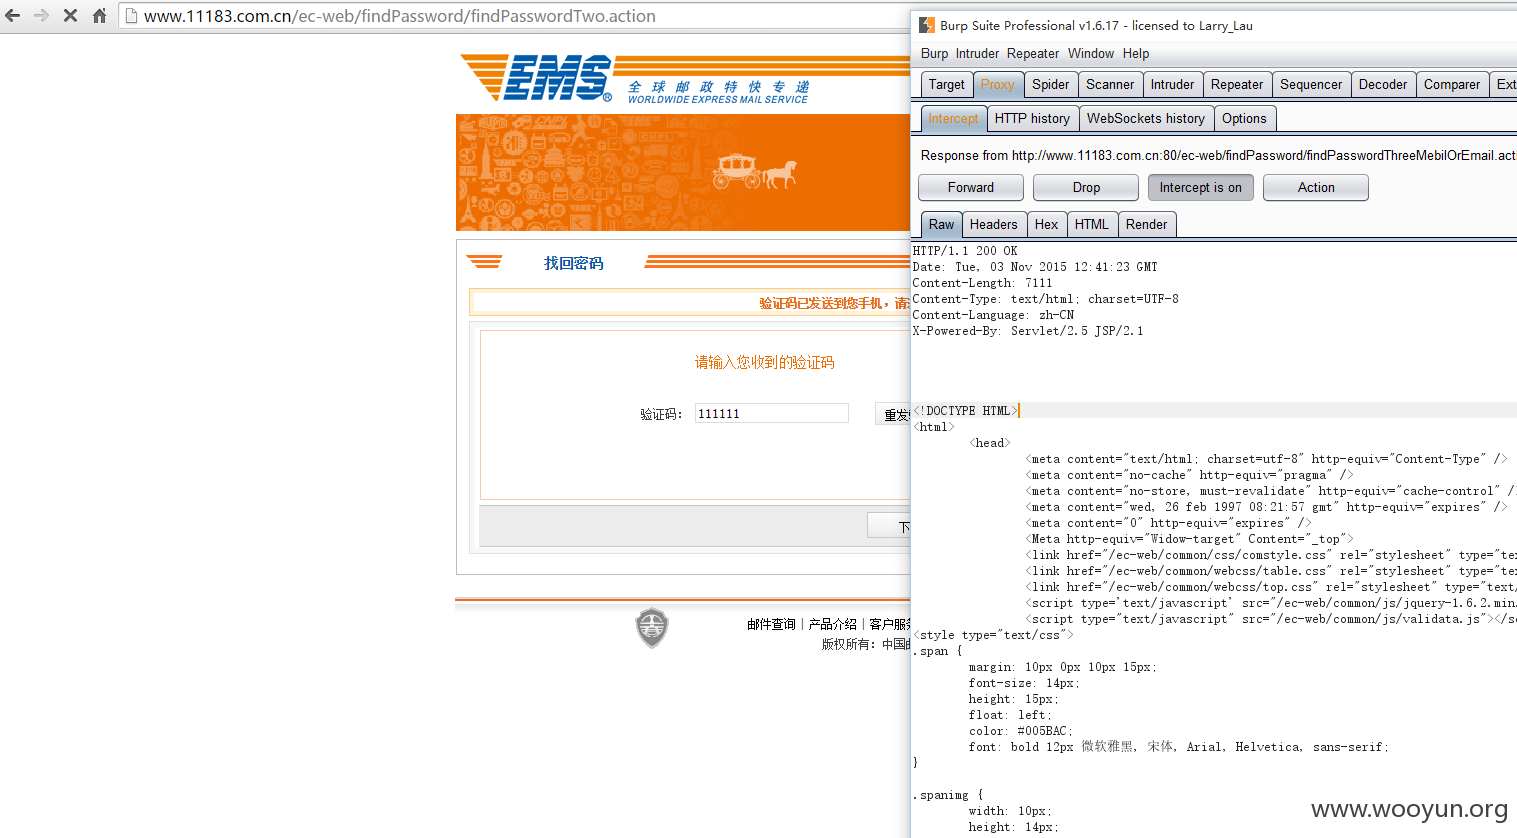 www.11183.com.cn/ec-web/findPassword/findPasswordTwo.action
EMS®
全球邮政特快专递
WORLDWIDE EXPRESS MAIL SERVICE
找回密码
验证码已发送到您手机，请
请输入您收到的验证码
验证码：
111111
重发
下
邮件查询 | 产品介绍 | 客户服务
版权所有：中国
Burp Suite Professional v1.6.17 - licensed to Larry_Lau
Burp Intruder Repeater Window Help
Target Proxy Spider Scanner Intruder Repeater Sequencer Decoder Comparer Ext
Intercept HTTP history WebSockets history Options
Response from http://www.11183.com.cn:80/ec-web/findPassword/findPasswordThreeMebilOrEmail.acti
Forward Drop Intercept is on Action
Raw Headers Hex HTML Render
HTTP/1.1 200 OK
Date: Tue, 03 Nov 2015 12:41:23 GMT
Content-Length: 7111
Content-Type: text/html; charset=UTF-8
Content-Language: zh-CN
X-Powered-By: Servlet/2.5 JSP/2.1
<!DOCTYPE HTML>
<html>
<head>
<meta content="text/html; charset=utf-8" http-equiv="Content-Type" />
<meta content="no-cache" http-equiv="pragma" />
<meta content="no-store, must-revalidate" http-equiv="cache-control" /
<meta content="wed, 26 feb 1997 08:21:57 gmt" http-equiv="expires" />
<meta content="0" http-equiv="expires" />
<Meta http-equiv="Widow-target" Content="_top">
<link href="/ec-web/common/css/comstyle.css" rel="stylesheet" type="tex
<link href="/ec-web/common/webcss/table.css" rel="stylesheet" type="tex
<link href="/ec-web/common/webcss/top.css" rel="stylesheet" type="text/
<script type='text/javascript' src="/ec-web/common/js/jquery-1.6.2.min.
<script type="text/javascript" src="/ec-web/common/js/validata.js"></sc
<style type="text/css">
.span {
margin: 10px 0px 10px 15px;
font-size: 14px;
height: 15px;
float: left;
color: #005BAC;
font: bold 12px 微软雅黑, 宋体, Arial, Helvetica, sans-serif;
}
.spanimg {
width: 10px;
height: 14px;
www.wooyun.org